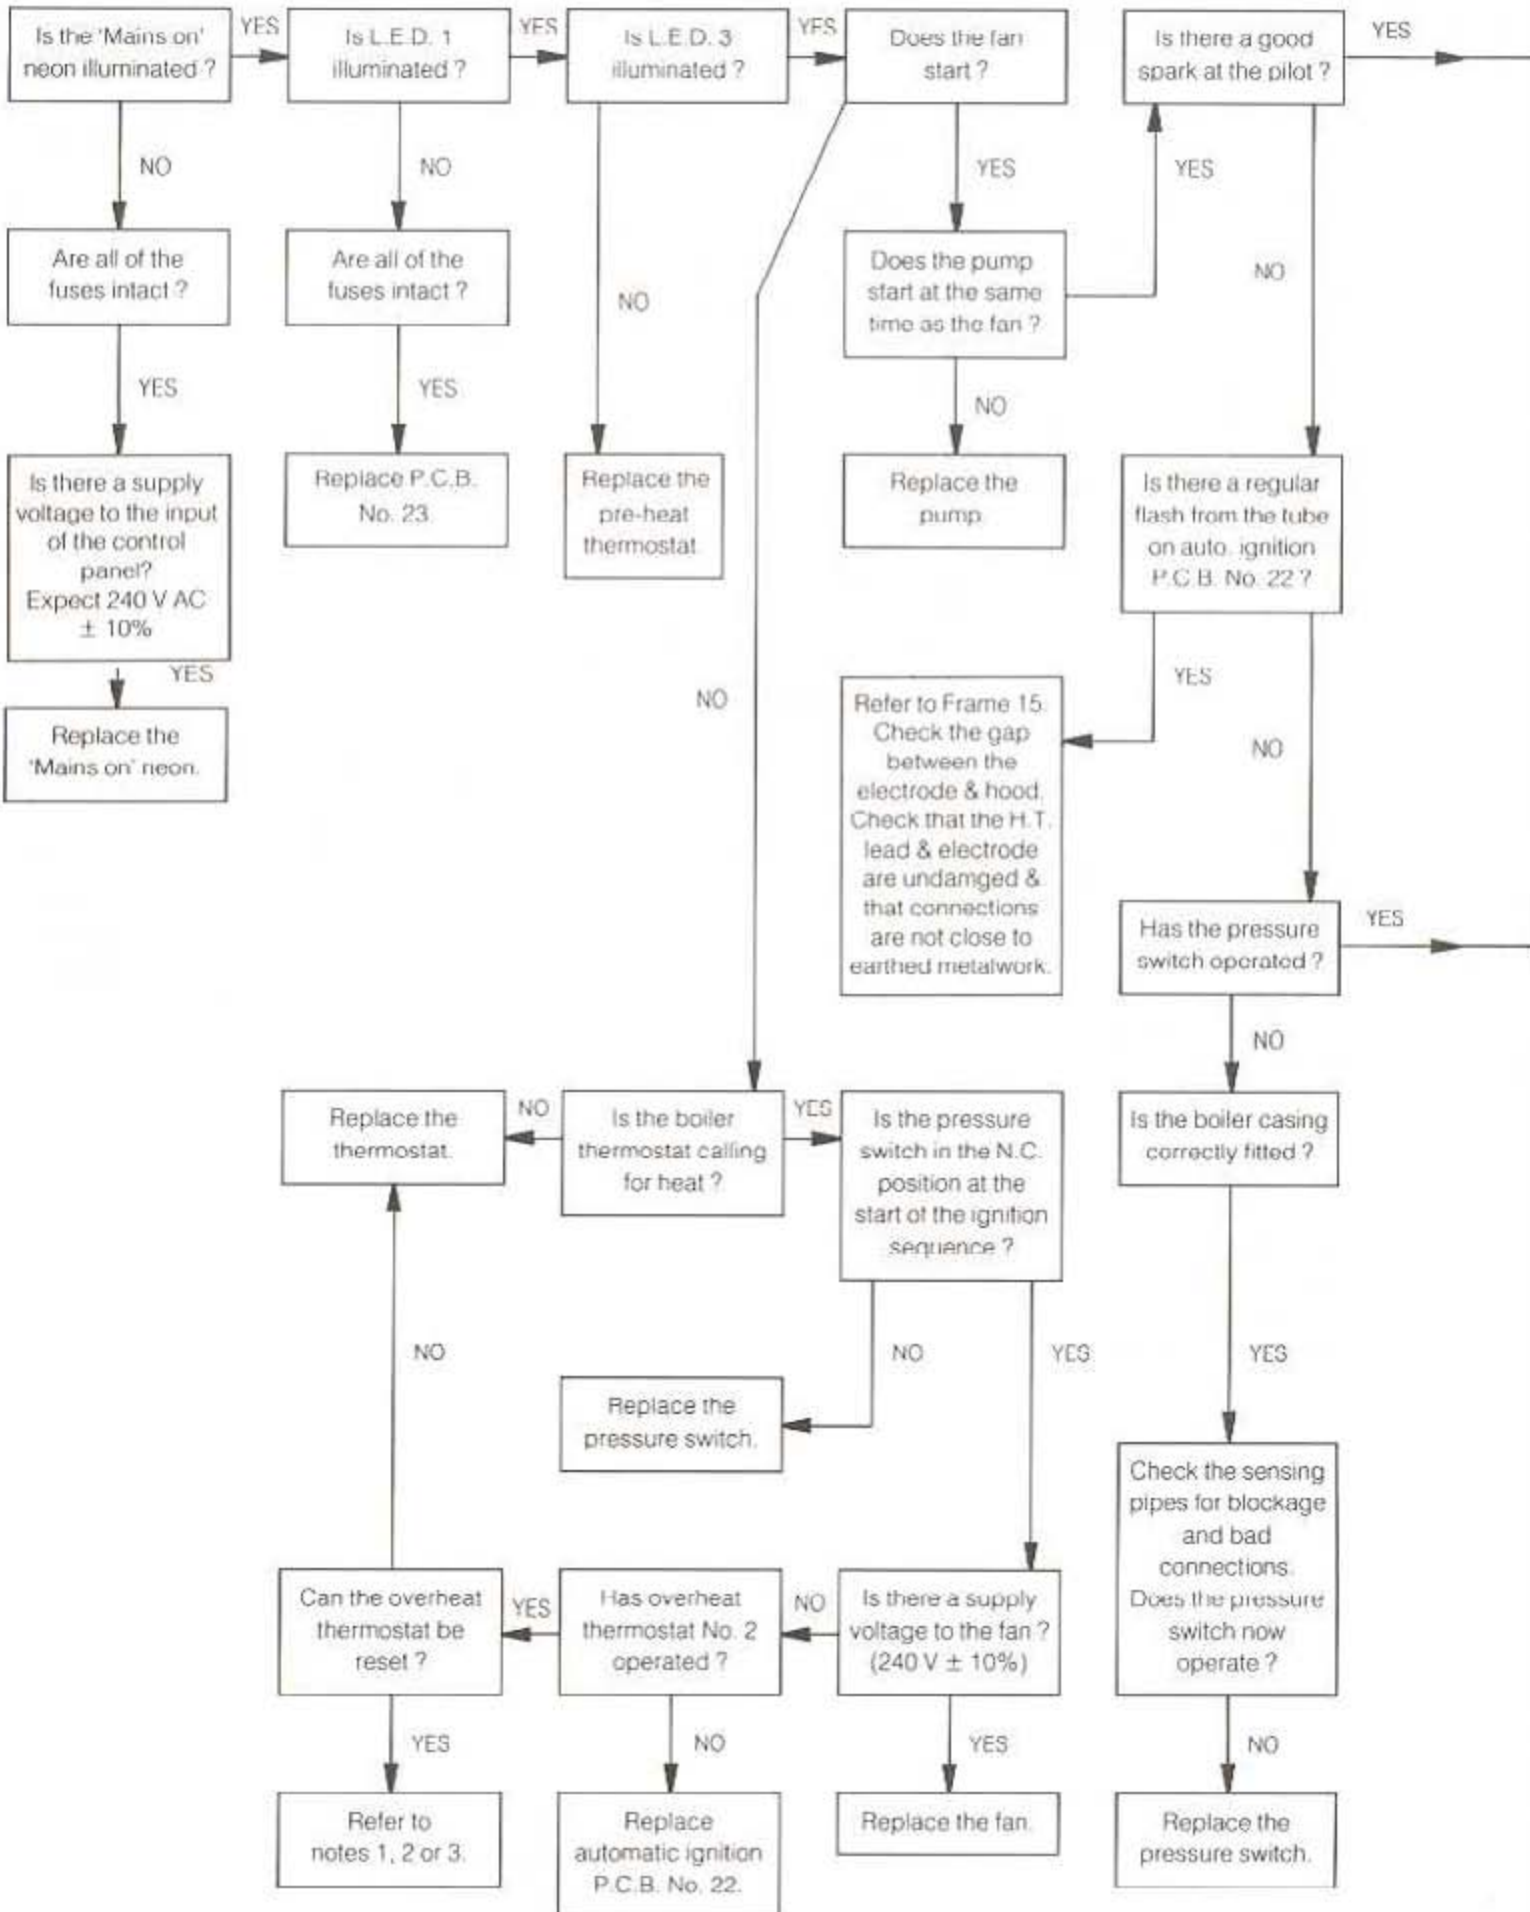 Is the 'Mains on'
neon illuminated ?
YES
Is L.E.D. 1
illuminated ?
YES
Is L.E.D. 3
illuminated ?
YES
Does the fan
start ?
Is there a good
spark at the pilot ?
YES
NO
NO
NO
YES
YES
NO
Are all of the
fuses intact ?
Are all of the
fuses intact ?
Does the pump
start at the same
time as the fan ?
YES
YES
NO
Is there a supply
voltage to the input
of the control
panel?
Expect 240 V AC
± 10%
Replace P.C.B.
No. 23.
Replace the
pre-heat
thermostat.
Replace the
pump.
Is there a regular
flash from the tube
on auto. ignition
P.C.B. No. 22 ?
YES
Replace the
'Mains on' neon.
NO
YES
NO
Refer to Frame 15.
Check the gap
between the
electrode & hood.
Check that the H.T.
lead & electrode
are undamged &
that connections
are not close to
earthed metalwork.
Has the pressure
switch operated ?
YES
NO
Replace the
thermostat.
NO
Is the boiler
thermostat calling
for heat ?
YES
Is the pressure
switch in the N.C.
position at the
start of the ignition
sequence ?
Is the boiler casing
correctly fitted ?
NO
NO
YES
YES
Replace the
pressure switch.
Check the sensing
pipes for blockage
and bad
connections.
Does the pressure
switch now
operate ?
Can the overheat
thermostat be
reset ?
YES
Has overheat
thermostat No. 2
operated ?
NO
Is there a supply
voltage to the fan ?
(240 V ± 10%)
YES
NO
YES
NO
Refer to
notes 1, 2 or 3.
Replace
automatic ignition
P.C.B. No. 22.
Replace the fan.
Replace the
pressure switch.